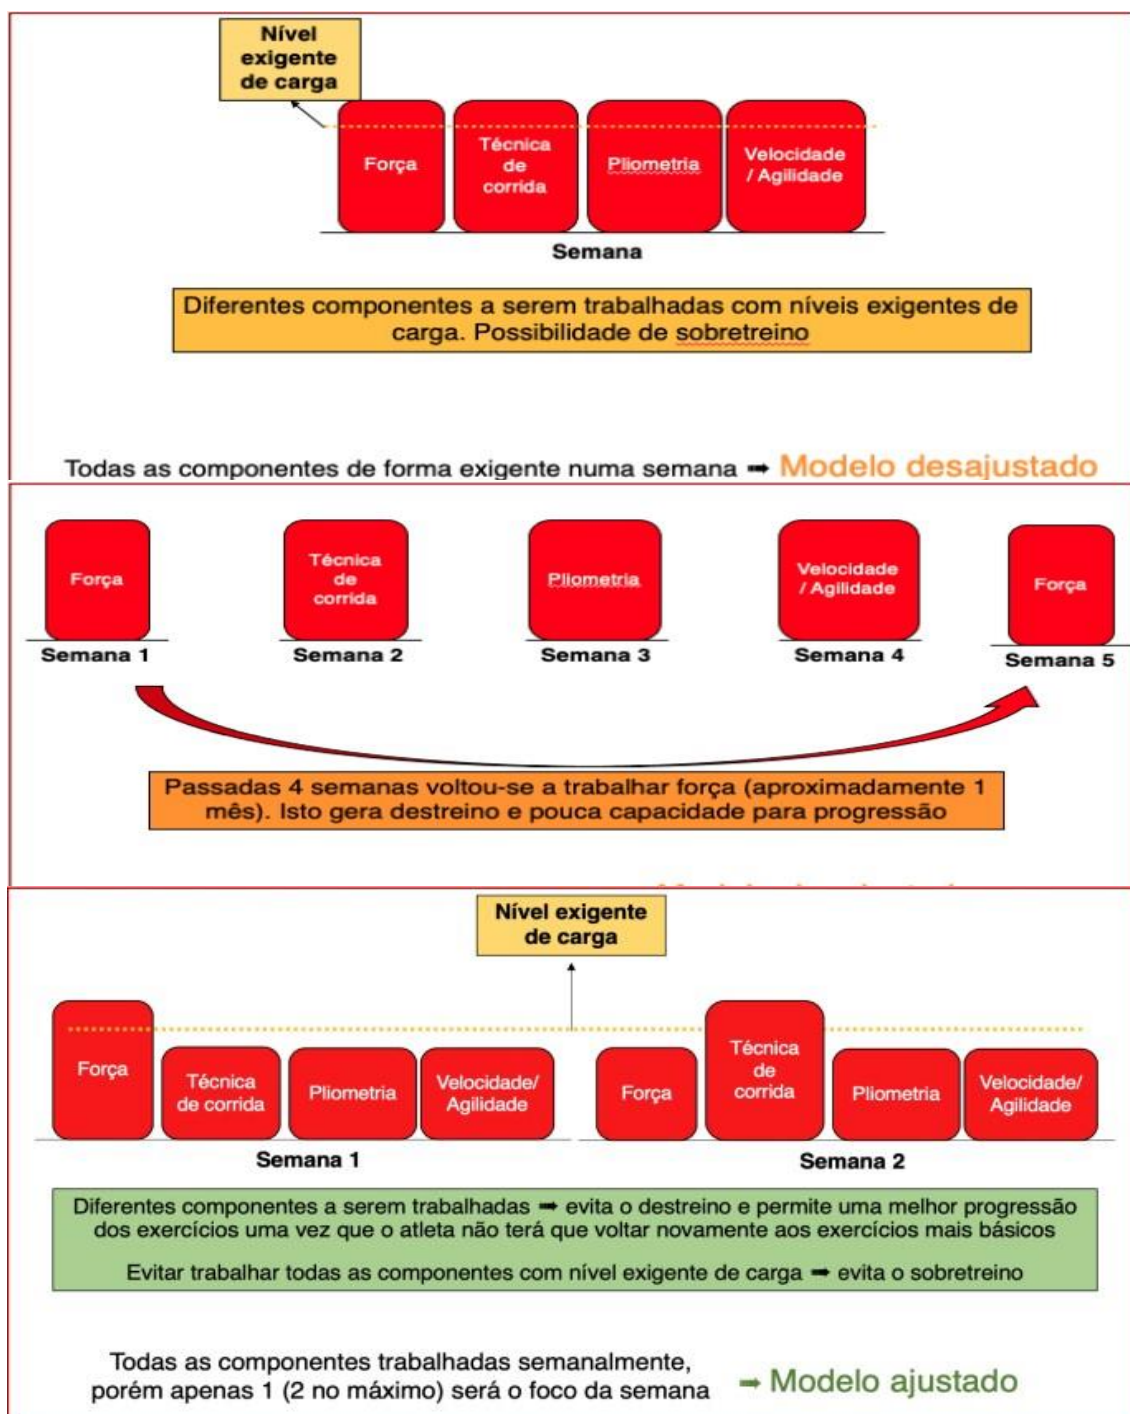 Nível
exigente
de carga
Força
Técnica
de
corrida
Pliometria
Velocidade
/ Agilidade
Semana
Diferentes componentes a serem trabalhadas com níveis exigentes de
carga. Possibilidade de sobretreino
Todas as componentes de forma exigente numa semana ➡ Modelo desajustado
Força
Técnica
de
corrida
Pliometria
Velocidade
/ Agilidade
Força
Semana 1
Semana 2
Semana 3
Semana 4
Semana 5
Passadas 4 semanas voltou-se a trabalhar força (aproximadamente 1
mês). Isto gera destreino e pouca capacidade para progressão
Nível exigente
de carga
Força
Técnica
de corrida
Pliometria
Velocidade/
Agilidade
Força
Técnica
de
corrida
Pliometria
Velocidade/
Agilidade
Semana 1
Semana 2
Diferentes componentes a serem trabalhadas ➡ evita o destreino e permite uma melhor progressão
dos exercícios uma vez que o atleta não terá que voltar novamente aos exercícios mais básicos
Evitar trabalhar todas as componentes com nível exigente de carga ➡ evita o sobretreino
Todas as componentes trabalhadas semanalmente,
porém apenas 1 (2 no máximo) será o foco da semana
➡ Modelo ajustado